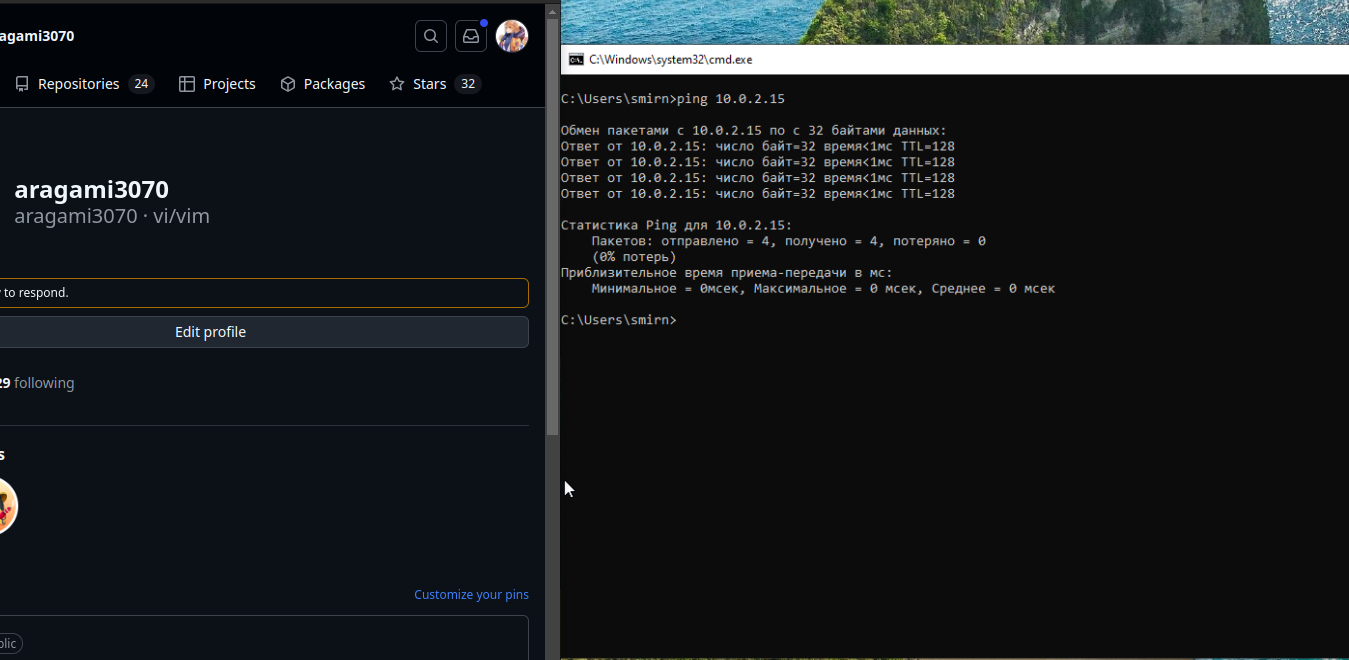 agami3070
Repositories 24 Projects Packages Stars 32
aragami3070
aragami3070 · vi/vim
to respond.
Edit profile
29 following
s
Customize your pins
C:\Windows\system32\cmd.exe
C:\Users\smirn>ping 10.0.2.15
Обмен пакетами с 10.0.2.15 по с 32 байтами данных:
Ответ от 10.0.2.15: число байт=32 время<1мс TTL=128
Ответ от 10.0.2.15: число байт=32 время<1мс TTL=128
Ответ от 10.0.2.15: число байт=32 время<1мс TTL=128
Ответ от 10.0.2.15: число байт=32 время<1мс TTL=128
Статистика Ping для 10.0.2.15:
Пакетов: отправлено = 4, получено = 4, потеряно = 0
(0% потерь)
Приблизительное время приема-передачи в мс:
Минимальное = 0мсек, Максимальное = 0 мсек, Среднее = 0 мсек
C:\Users\smirn>